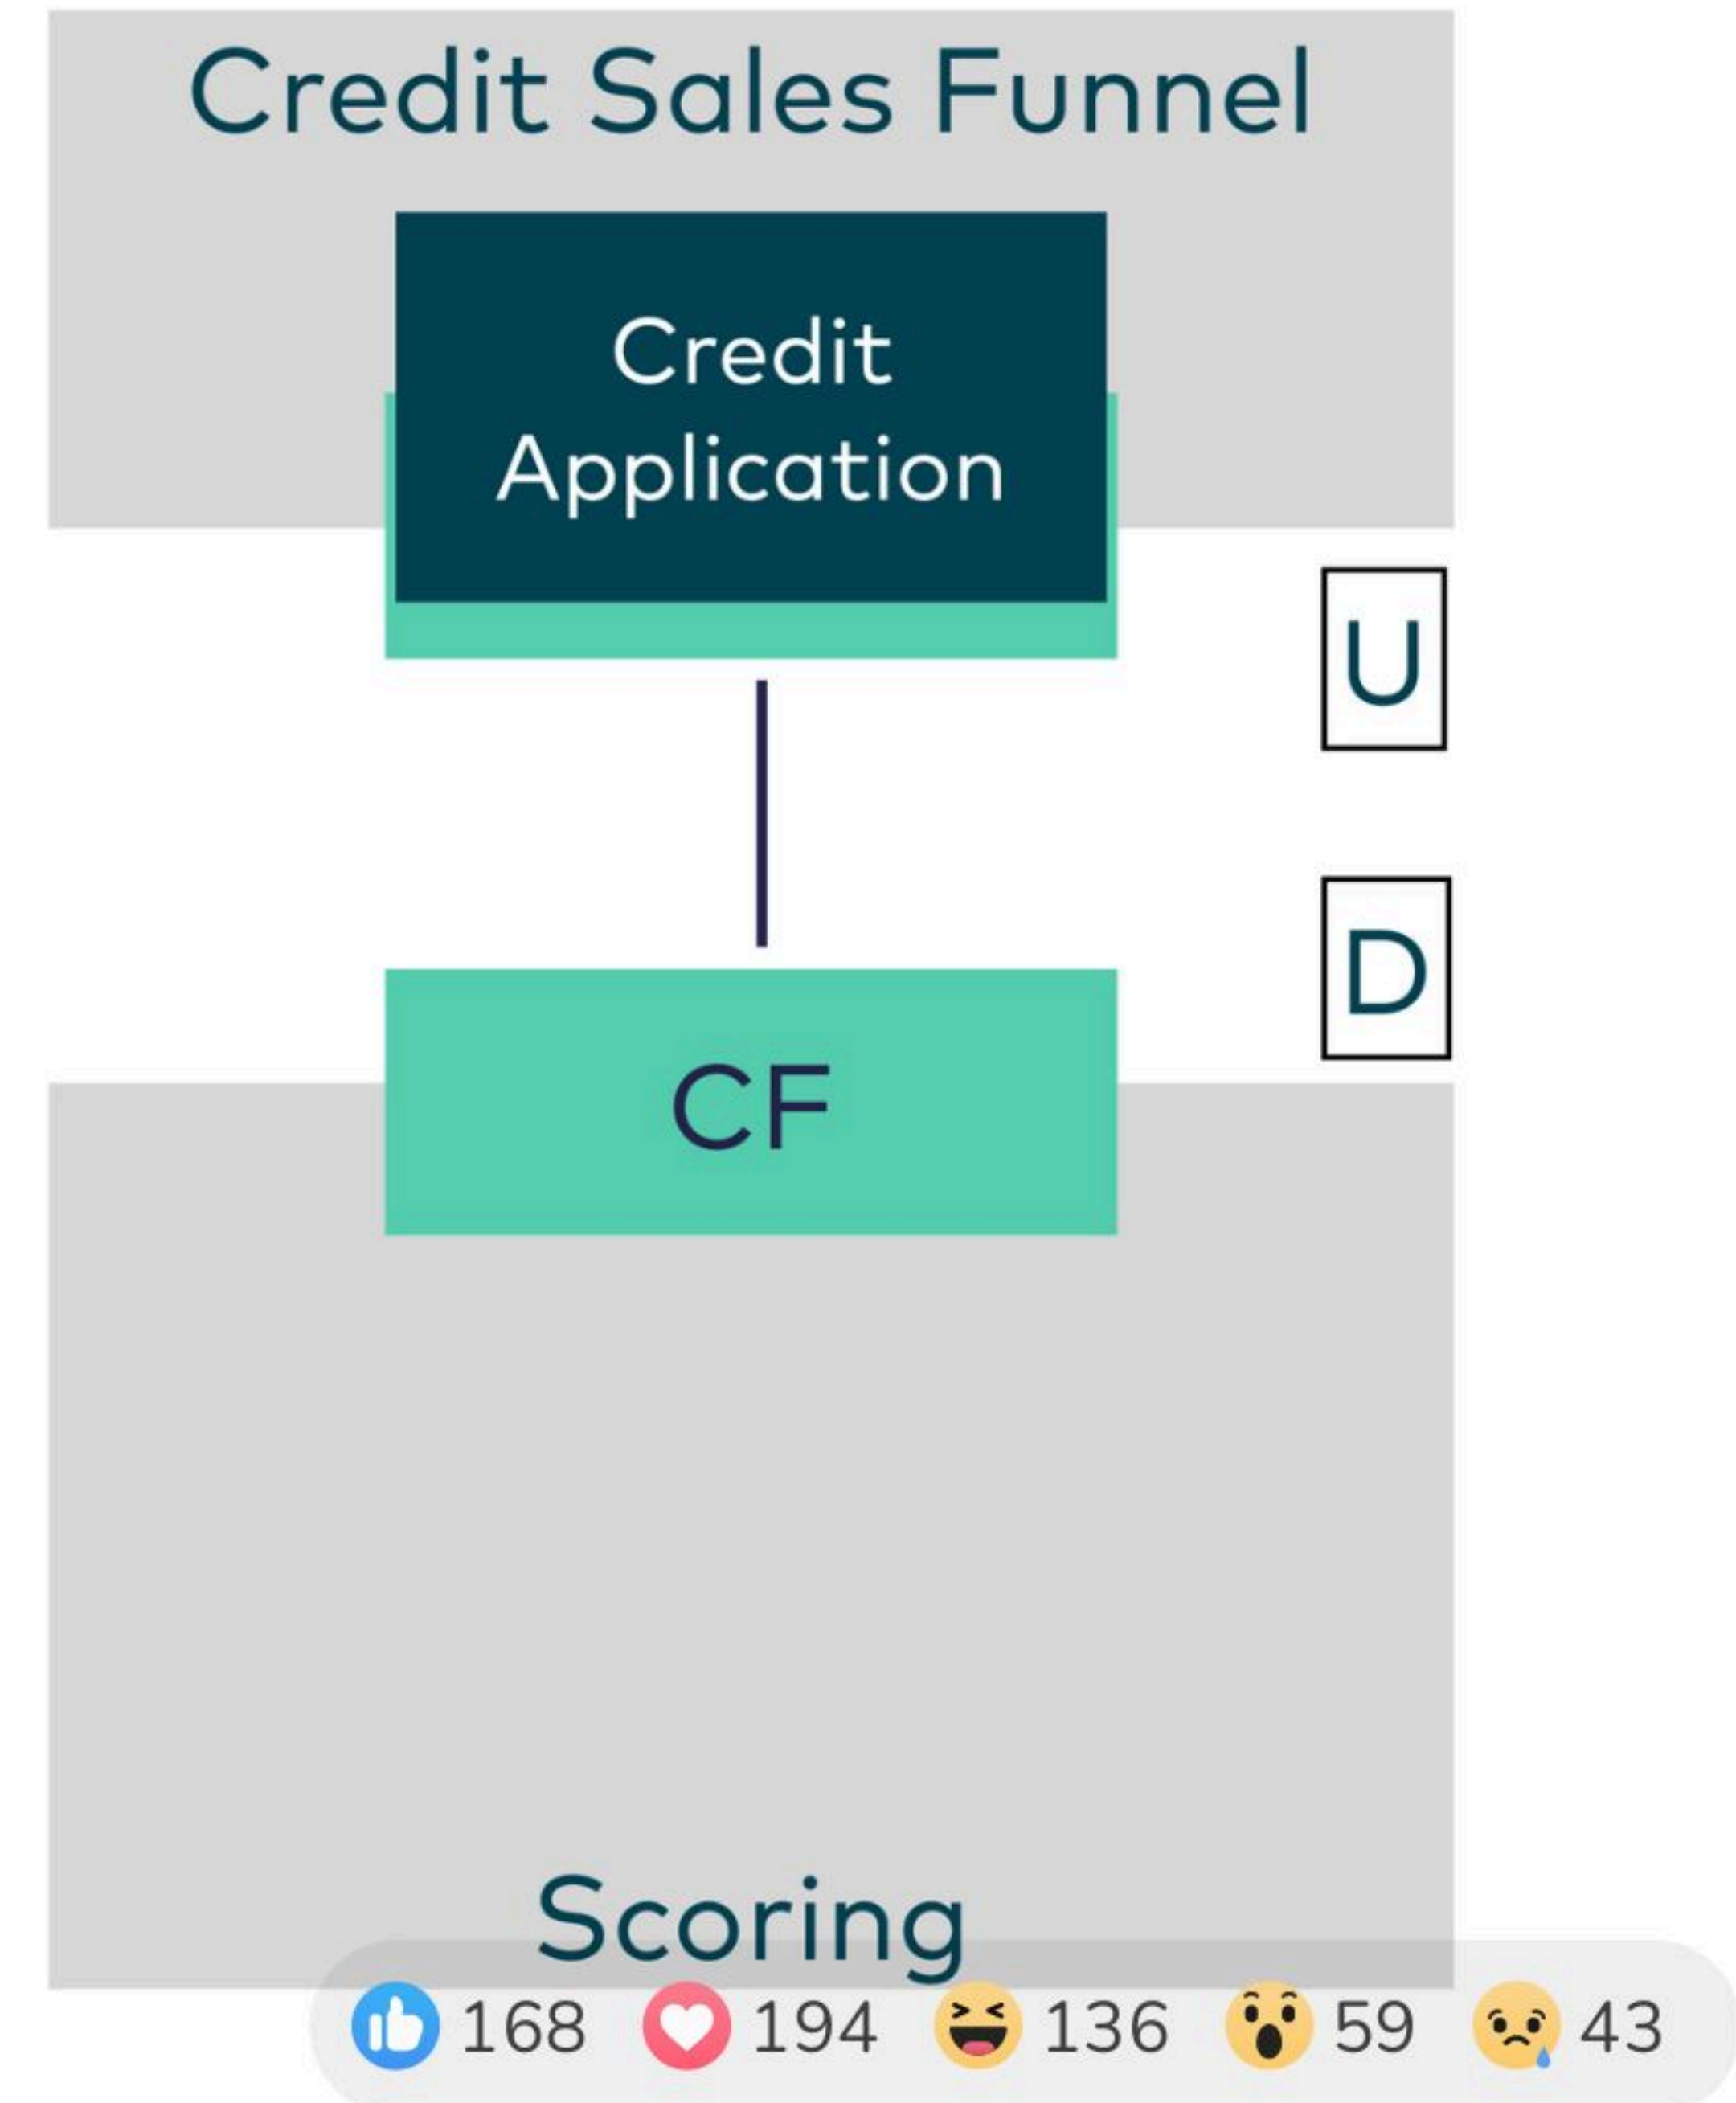 Credit Sales Funnel
Credit
Application
U
D
CF
Scoring
168 194 136 59 43